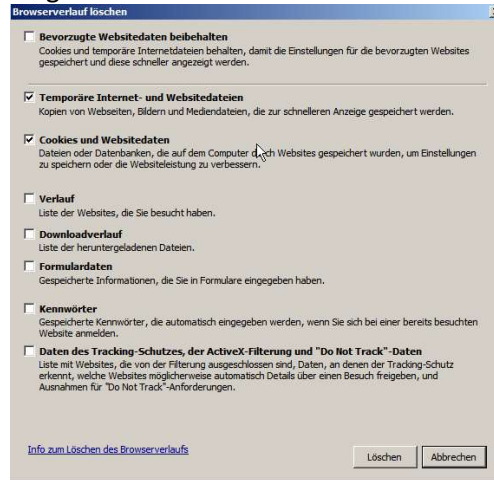 Browserverlauf löschen
Bevorzugte Websitedaten beibehalten
Cookies und temporäre Internetdateien behalten, damit die Einstellungen für die bevorzugten Websites
gespeichert und diese schneller angezeigt werden.
Temporäre Internet- und Websitedateien
Kopien von Webseiten, Bildern und Mediendateien, die zur schnelleren Anzeige gespeichert werden.
Cookies und Websitedaten
Dateien oder Datenbanken, die auf dem Computer durch Websites gespeichert wurden, um Einstellungen
zu speichern oder die Websiteleistung zu verbessern.
Verlauf
Liste der Websites, die Sie besucht haben.
Downloadverlauf
Liste der heruntergeladenen Dateien.
Formulardaten
Gespeicherte Informationen, die Sie in Formulare eingegeben haben.
Kennwörter
Gespeicherte Kennwörter, die automatisch eingegeben werden, wenn Sie sich bei einer bereits besuchten
Website anmelden.
Daten des Tracking-Schutzes, der ActiveX-Filterung und "Do Not Track"-Daten
Liste mit Websites, die von der Filterung ausgeschlossen sind, Daten, an denen der Tracking-Schutz
erkennt, welche Websites möglicherweise automatisch Details über einen Besuch freigeben, und
Ausnahmen für "Do Not Track"-Anforderungen.
Info zum Löschen des Browserverlaufs
Löschen
Abbrechen